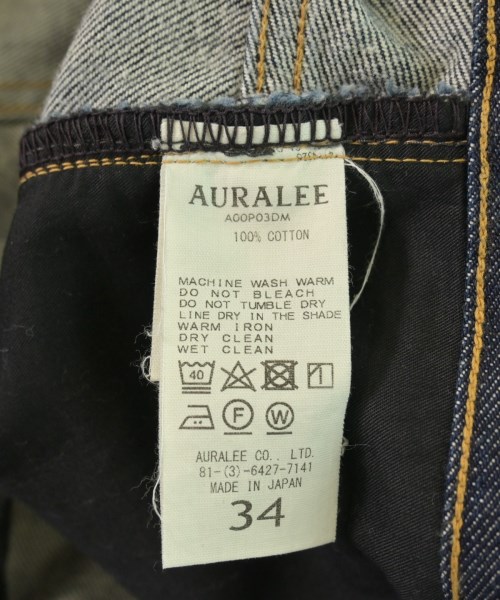 AURALEE
A00P03DM
100% COTTON
MACHINE WASH WARM
DO NOT BLEACH
DO NOT TUMBLE DRY
LINE DRY IN THE SHADE
WARM IRON
DRY CLEAN
WET CLEAN
40
F W
AURALEE CO., LTD.
81-(3)-6427-7141
MADE IN JAPAN
34